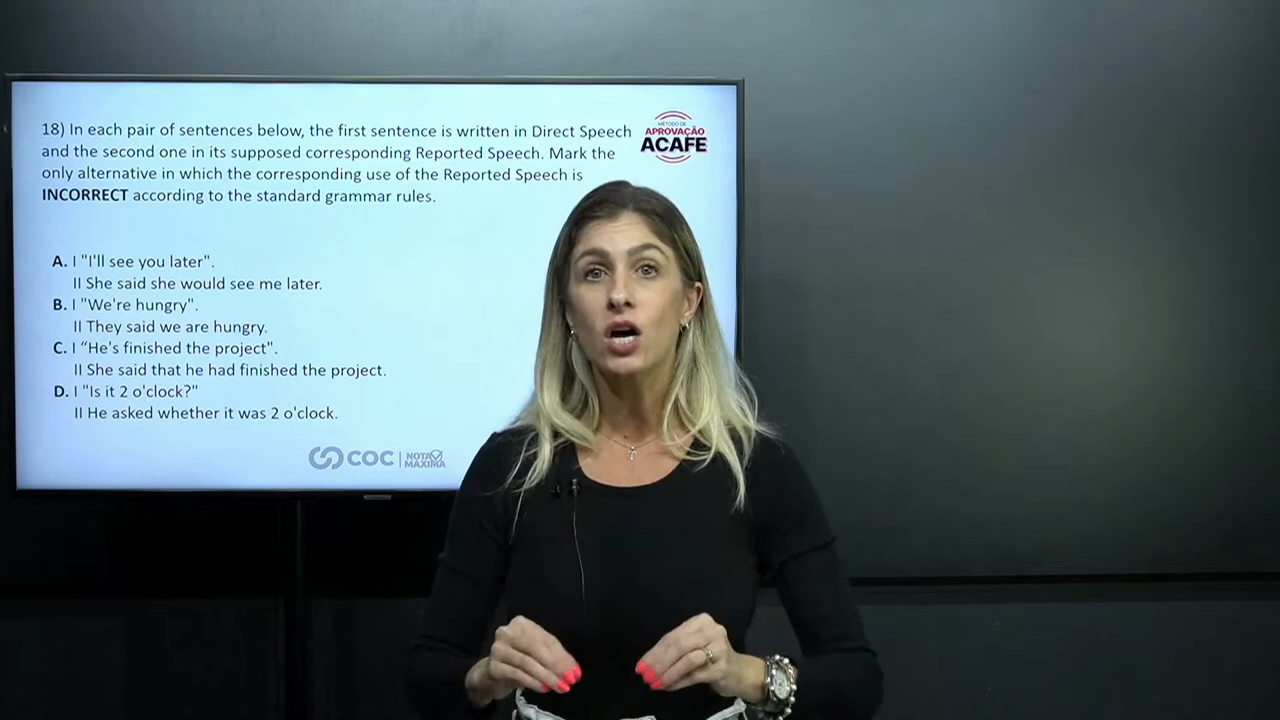 18) In each pair of sentences below, the first sentence is written in Direct Speech
and the second one in its supposed corresponding Reported Speech. Mark the
only alternative in which the corresponding use of the Reported Speech is
INCORRECT according to the standard grammar rules.
MÉTODO DE
APROVAÇÃO
ACAFE
A. I "I'll see you later".
II She said she would see me later.
B. I "We're hungry".
II They said we are hungry.
C. I “He's finished the project".
II She said that he had finished the project.
D. I "Is it 2 o'clock?"
II He asked whether it was 2 o'clock.
COC | NOTA
MÁXIMA